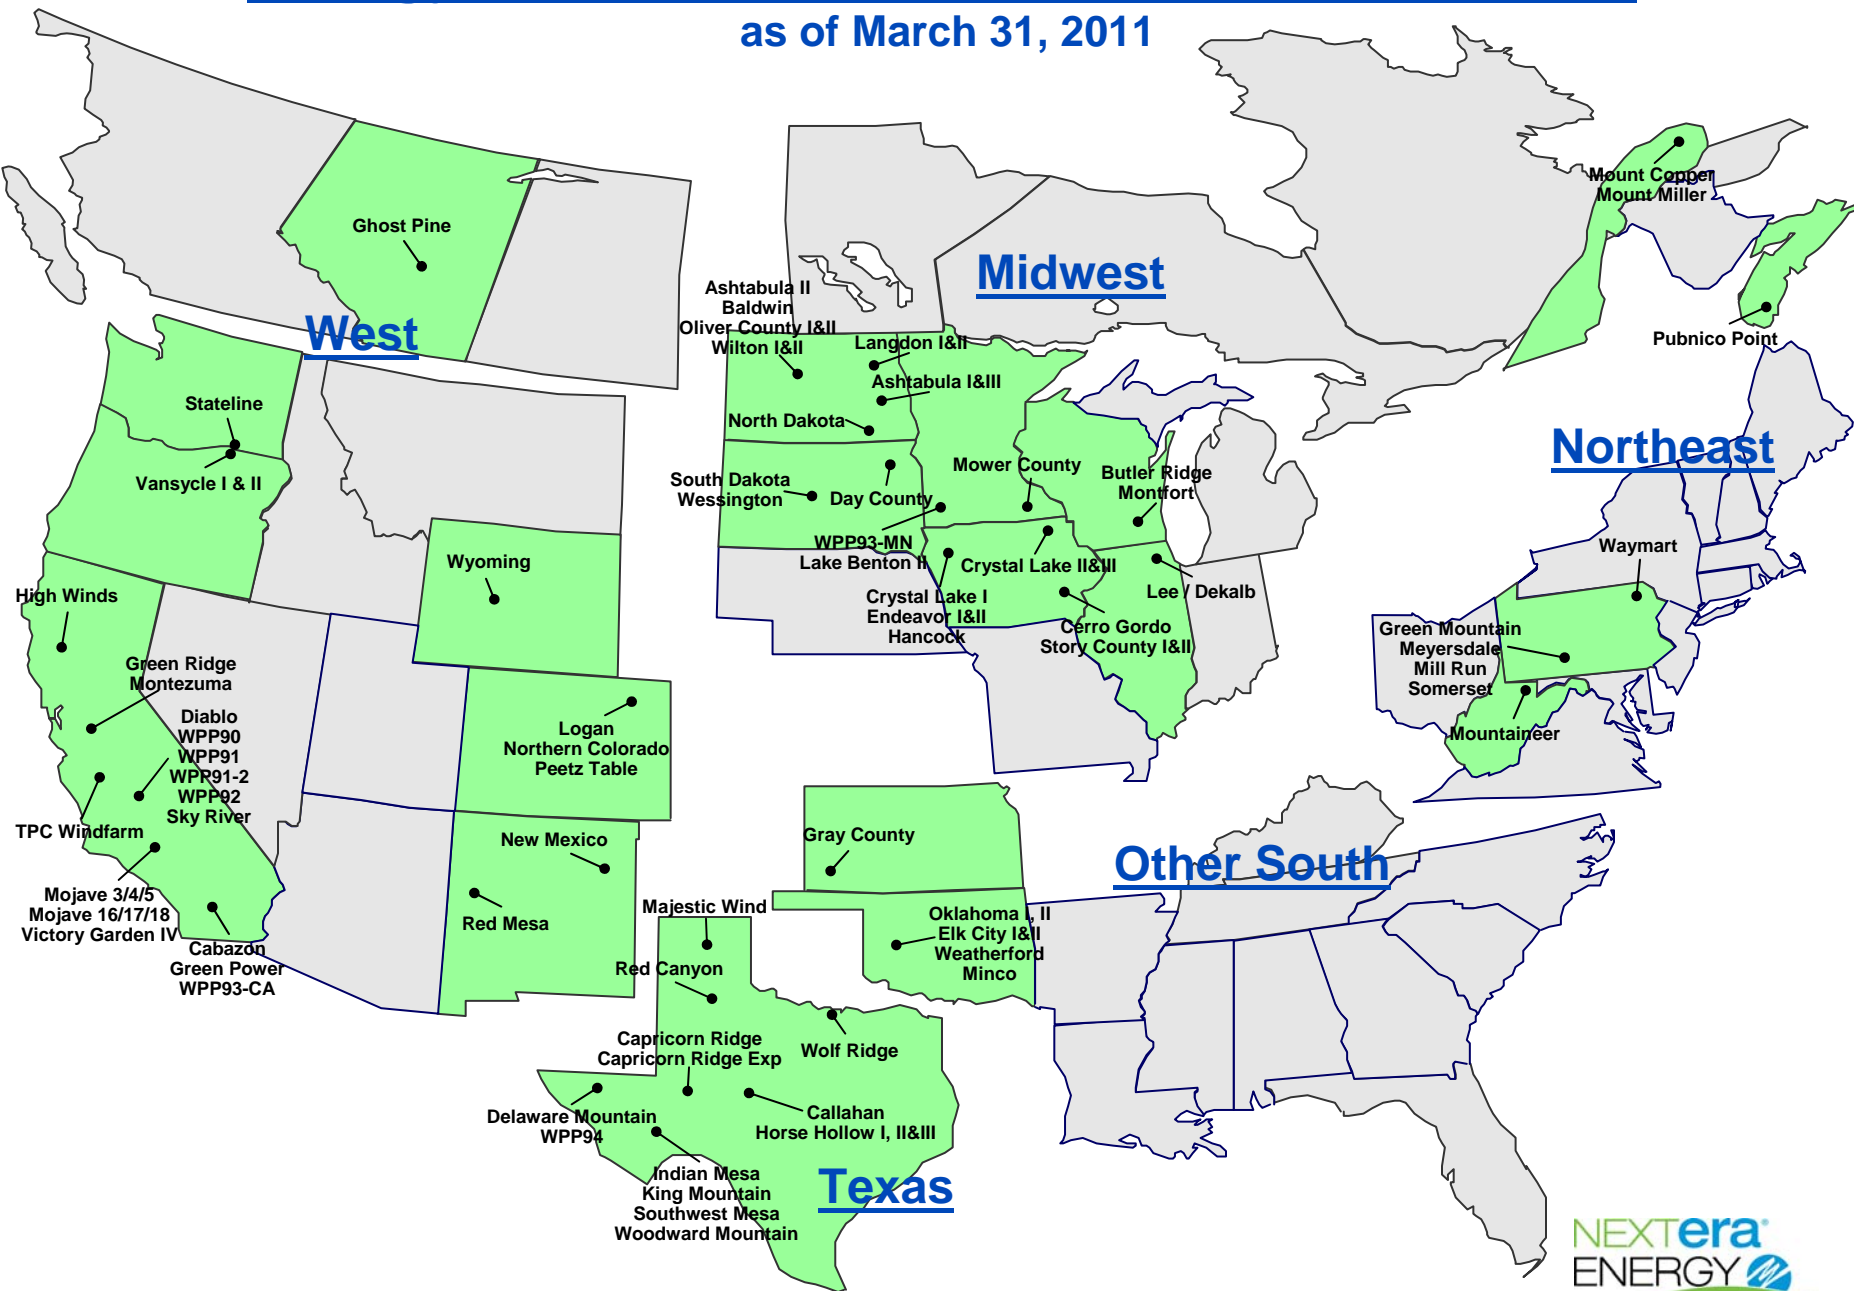 as of March 31, 2011
West
Midwest
Northeast
Other South
Texas
Ghost Pine
Stateline
Vansycle I & II
Wyoming
High Winds
Green Ridge
Montezuma
Diablo
WPP90
WPP91
WPP91-2
WPP92
Sky River
TPC Windfarm
Mojave 3/4/5
Mojave 16/17/18
Victory Garden IV
Cabazon
Green Power
WPP93-CA
Logan
Northern Colorado
Peetz Table
New Mexico
Red Mesa
Ashtabula II
Baldwin
Oliver County I&II
Wilton I&II
Langdon I&II
Ashtabula I&III
North Dakota
South Dakota
Wessington
Day County
Mower County
Butler Ridge
Montfort
WPP93-MN
Lake Benton II
Crystal Lake II&III
Crystal Lake I
Endeavor I&II
Hancock
Lee / Dekalb
Cerro Gordo
Story County I&II
Mount Copper
Mount Miller
Pubnico Point
Waymart
Green Mountain
Meyersdale
Mill Run
Somerset
Mountaineer
Gray County
Oklahoma I, II
Elk City I&II
Weatherford
Minco
Majestic Wind
Red Canyon
Capricorn Ridge
Capricorn Ridge Exp
Wolf Ridge
Delaware Mountain
WPP94
Callahan
Horse Hollow I, II&III
Indian Mesa
King Mountain
Southwest Mesa
Woodward Mountain
NEXTera®
ENERGY